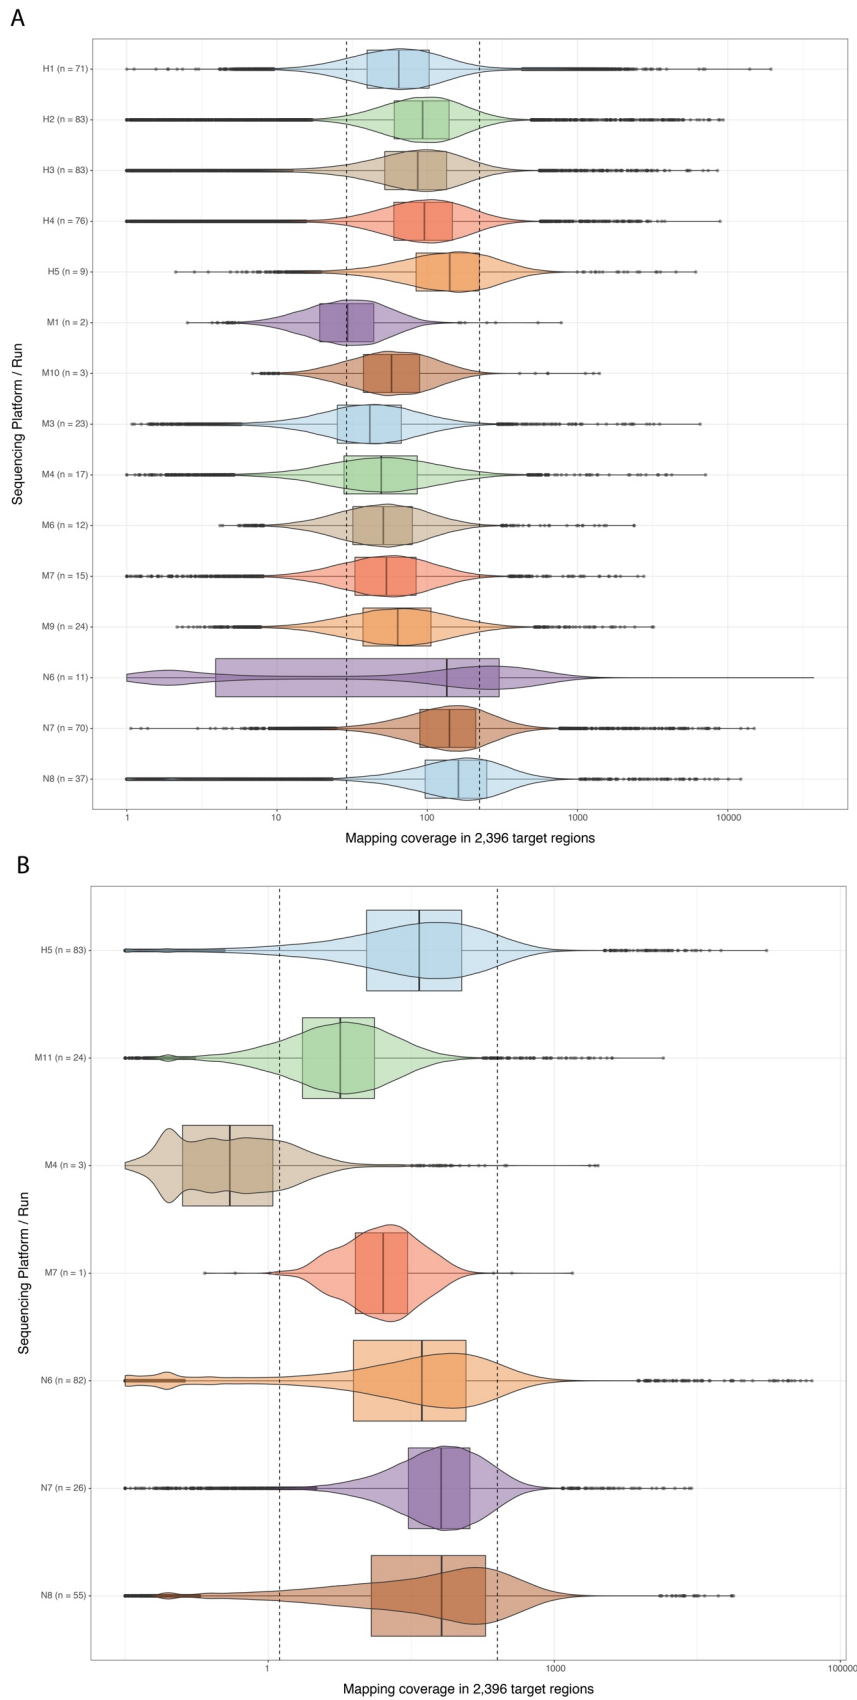 A
H1 (n = 71)
H2 (n = 83)
H3 (n = 83)
H4 (n = 76)
H5 (n = 9)
M1 (n = 2)
M10 (n = 3)
M3 (n = 23)
M4 (n = 17)
M6 (n = 12)
M7 (n = 15)
M9 (n = 24)
N6 (n = 11)
N7 (n = 70)
N8 (n = 37)
Sequencing Platform / Run
1 10 100 1000 10000
Mapping coverage in 2,396 target regions
B
H5 (n = 83)
M11 (n = 24)
M4 (n = 3)
M7 (n = 1)
N6 (n = 82)
N7 (n = 26)
N8 (n = 55)
Sequencing Platform / Run
1 1000 100000
Mapping coverage in 2,396 target regions